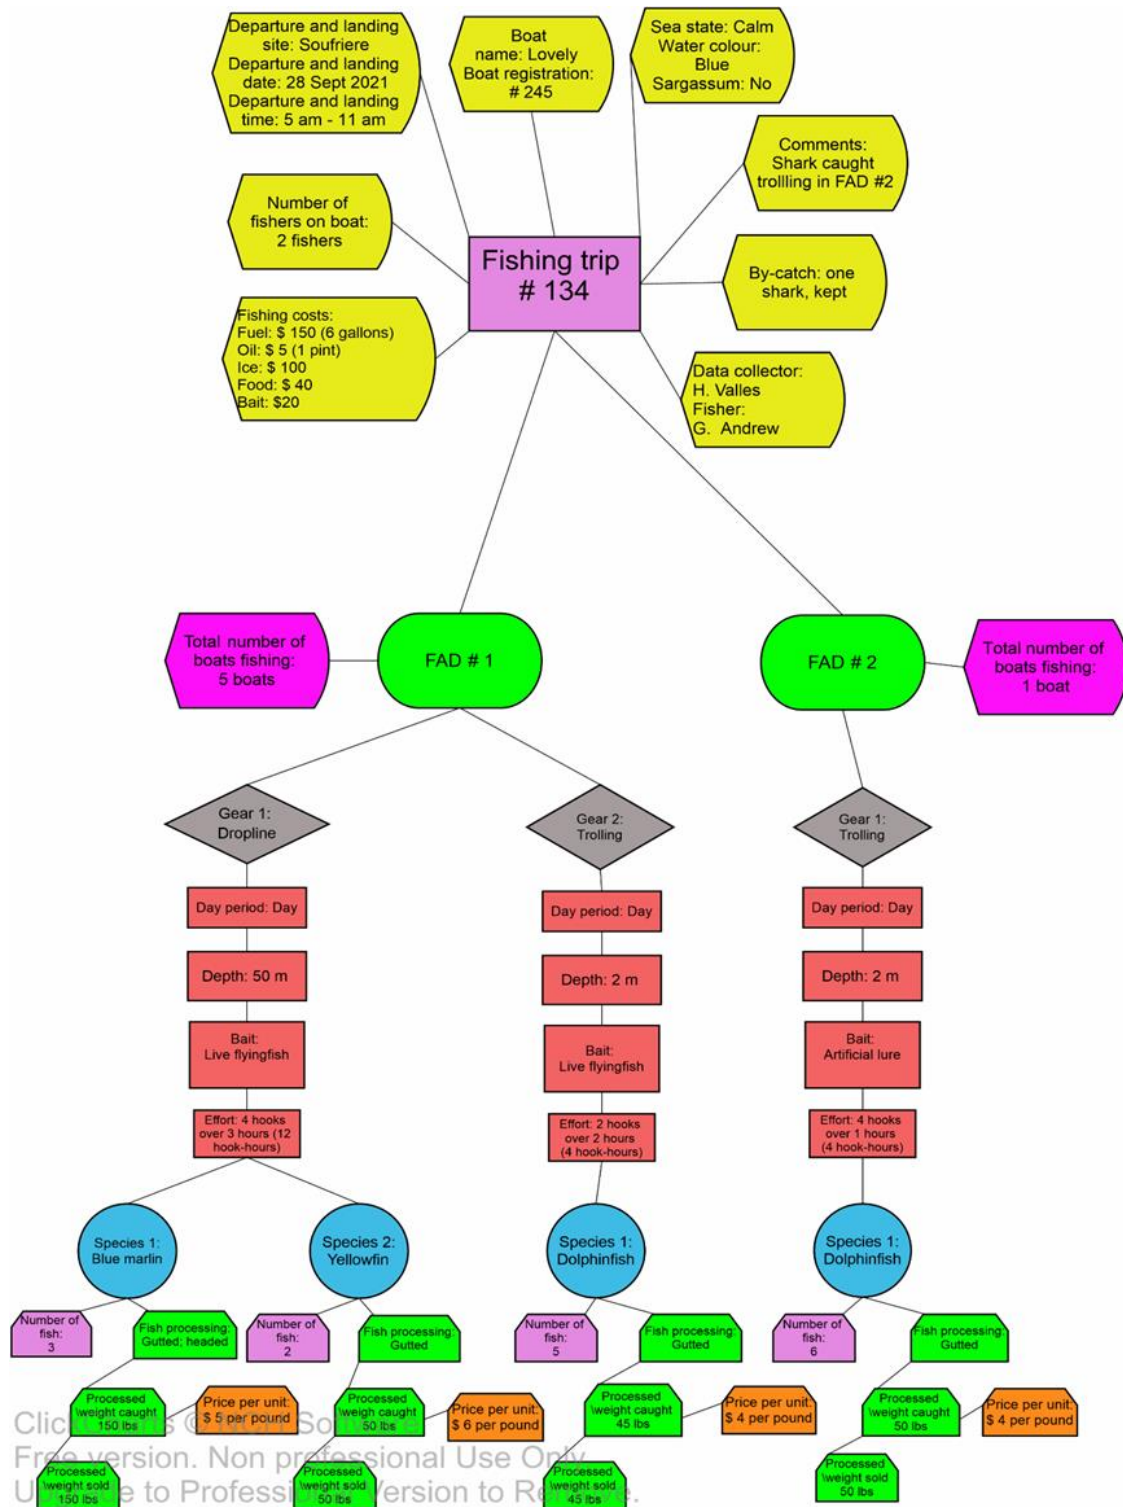 Departure and landing
site: Soufriere
Departure and landing
date: 28 Sept 2021
Departure and landing
time: 5 am - 11 am
Boat
name: Lovely
Boat registration:
# 245
Sea state: Calm
Water colour:
Blue
Sargassum: No
Comments:
Shark caught
trollling in FAD #2
Number of
fishers on boat:
2 fishers
Fishing trip
# 134
By-catch: one
shark, kept
Fishing costs:
Fuel: $ 150 (6 gallons)
Oil: $ 5 (1 pint)
Ice: $ 100
Food: $ 40
Bait: $20
Data collector:
H. Valles
Fisher:
G. Andrew
Total number of
boats fishing:
5 boats
FAD # 1
FAD # 2
Total number of
boats fishing:
1 boat
Gear 1:
Dropline
Gear 2:
Trolling
Gear 1:
Trolling
Day period: Day
Day period: Day
Day period: Day
Depth: 50 m
Depth: 2 m
Depth: 2 m
Bait:
Live flyingfish
Bait:
Live flyingfish
Bait:
Artificial lure
Effort: 4 hooks
over 3 hours (12
hook-hours)
Effort: 2 hooks
over 2 hours
(4 hook-hours)
Effort: 4 hooks
over 1 hours
(4 hook-hours)
Species 1:
Blue marlin
Species 2:
Yellowfin
Species 1:
Dolphinfish
Species 1:
Dolphinfish
Number of
fish:
3
Fish processing:
Gutted; headed
Number of
fish:
2
Fish processing:
Gutted
Number of
fish:
5
Fish processing:
Gutted
Number of
fish:
6
Fish processing:
Gutted
Processed
\weight caught
150 lbs
Price per unit:
per pound
Processed
\weight caught
50 lbs
Price per unit:
$ 6 per pound
Processed
\weight caught
45 lbs
Price per unit:
$ 4 per pound
Processed
\weight caught
50 lbs
Price per unit:
$ 4 per pound
Processed
\weight sold
150 lbs
Processed
\weight sold
50 lbs
Processed
\weight sold
45 lbs
Processed
\weight sold
50 lbs
© NCH Software
Free version. Non professional Use Only.
Upgrade to Professional Version to Remove.